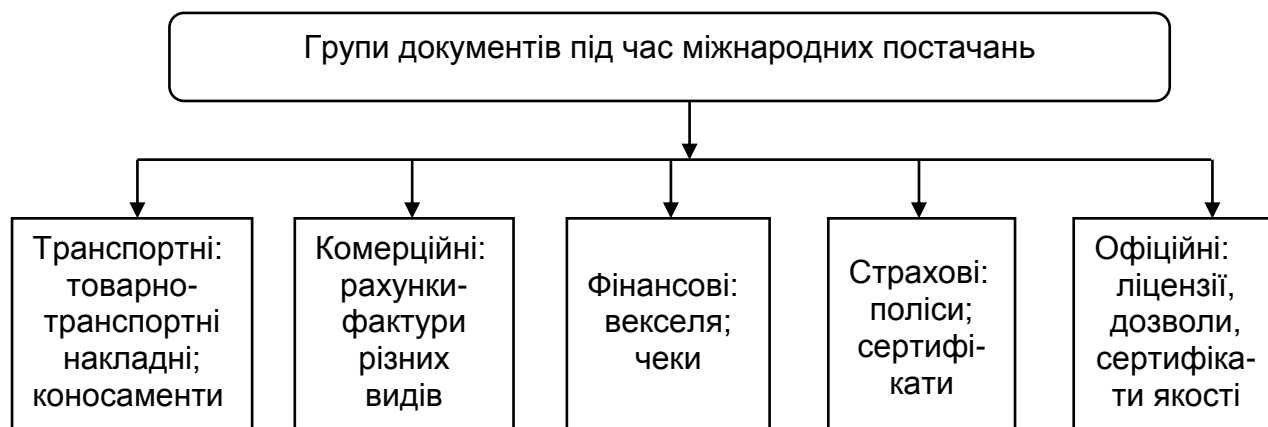 Групи документів під час міжнародних постачань
Транспортні:
товарно-
транспортні
накладні;
коносаменти
Комерційні:
рахунки-
фактури
різних
видів
Фінансові:
векселя;
чеки
Страхові:
поліси;
сертифі-
кати
Офіційні:
ліцензії,
дозволи,
сертифіка-
ти якості